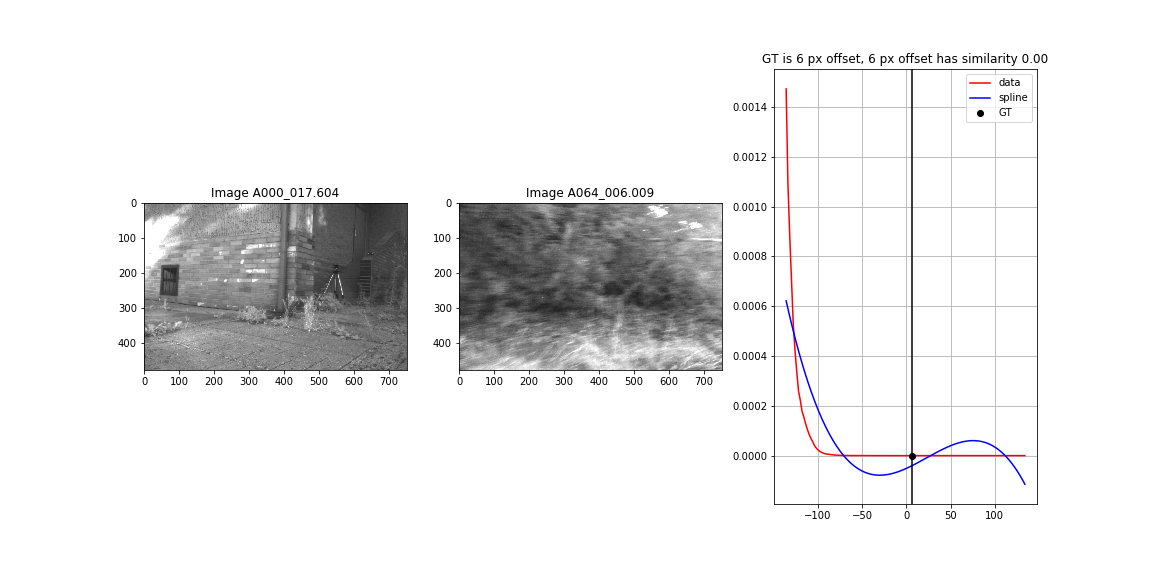 GT is 6 px offset, 6 px offset has similarity 0.00
data
spline
GT
0.0014
0.0012
0.0010
0.0008
0.0006
0.0004
0.0002
0.0000
−100 −50 0 50 100
Image A000_017.604
0
100
200
300
400
0 100 200 300 400 500 600 700
Image A064_006.009
0
100
200
300
400
0 100 200 300 400 500 600 700